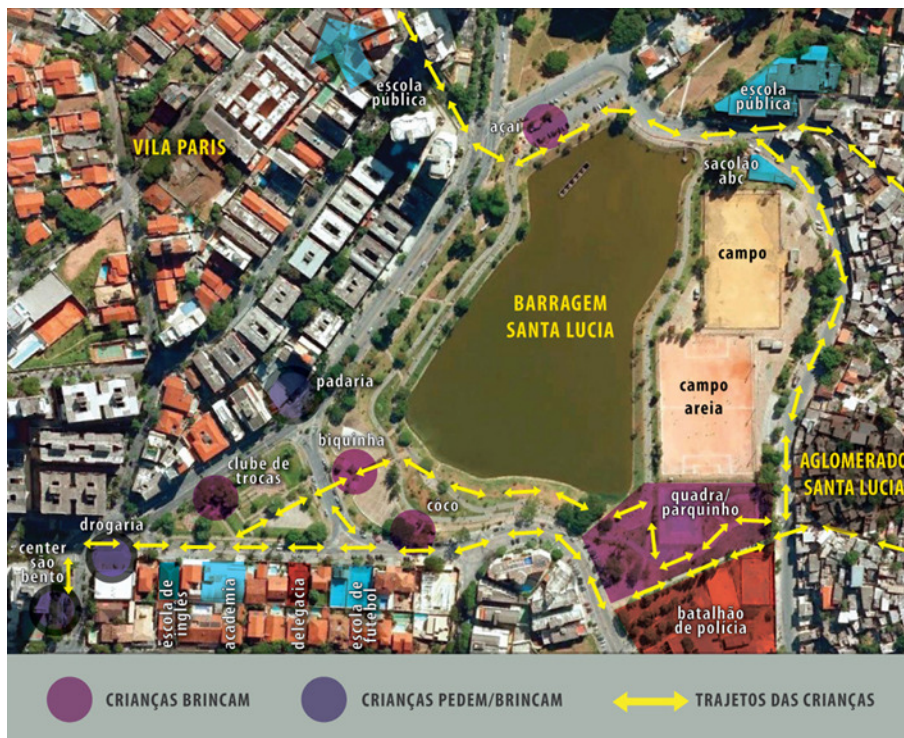 escola
pública
VILA PARIS
açaí
escola
pública
sacolão
abc
campo
BARRAGEM
SANTA LUCIA
padaria
campo
areia
biquinha
clube de
trocas
AGLOMERADO
SANTA LUCIA
quadra/
parquinho
coco
drogaria
center
são
bento
escola de
inglês
academia
delegacia
escola de
futebol
batalhão
de polícia
CRIANÇAS BRINCAM
CRIANÇAS PEDEM/BRINCAM
TRAJETOS DAS CRIANÇAS